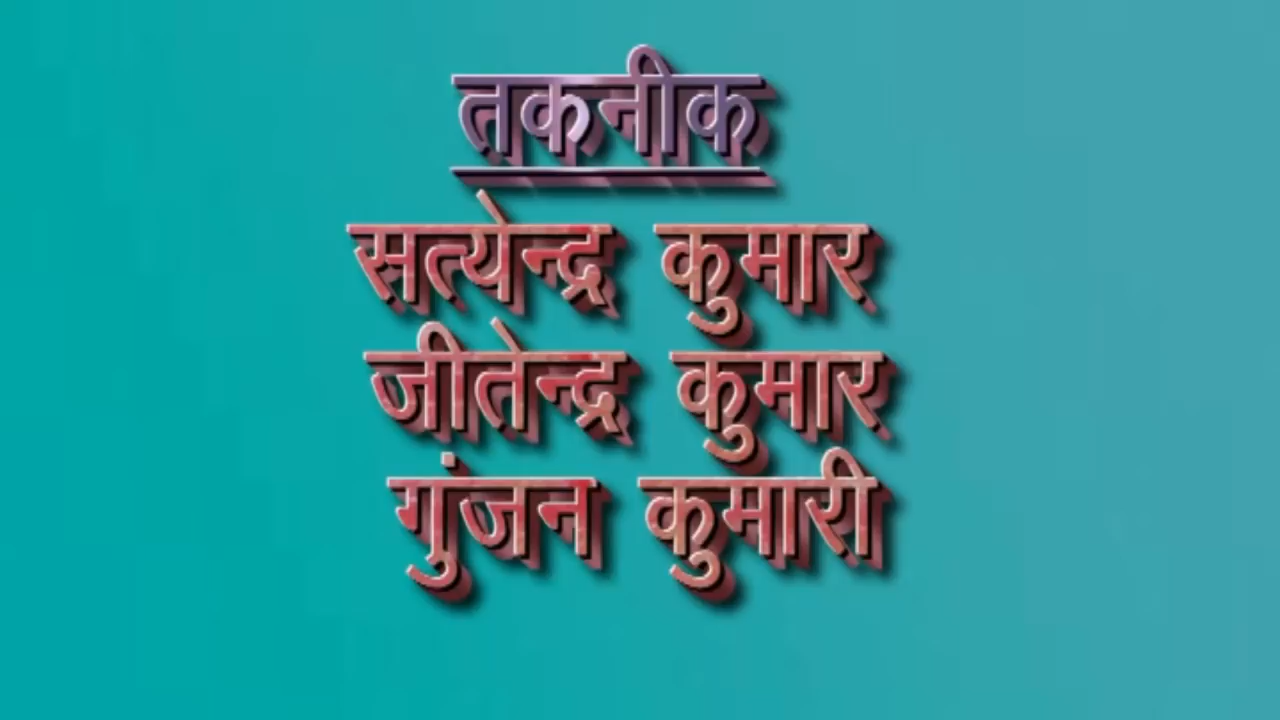 तकनीक
सत्येन्द्र कुमार
जीतेन्द्र कुमार
गुंजन कुमारी